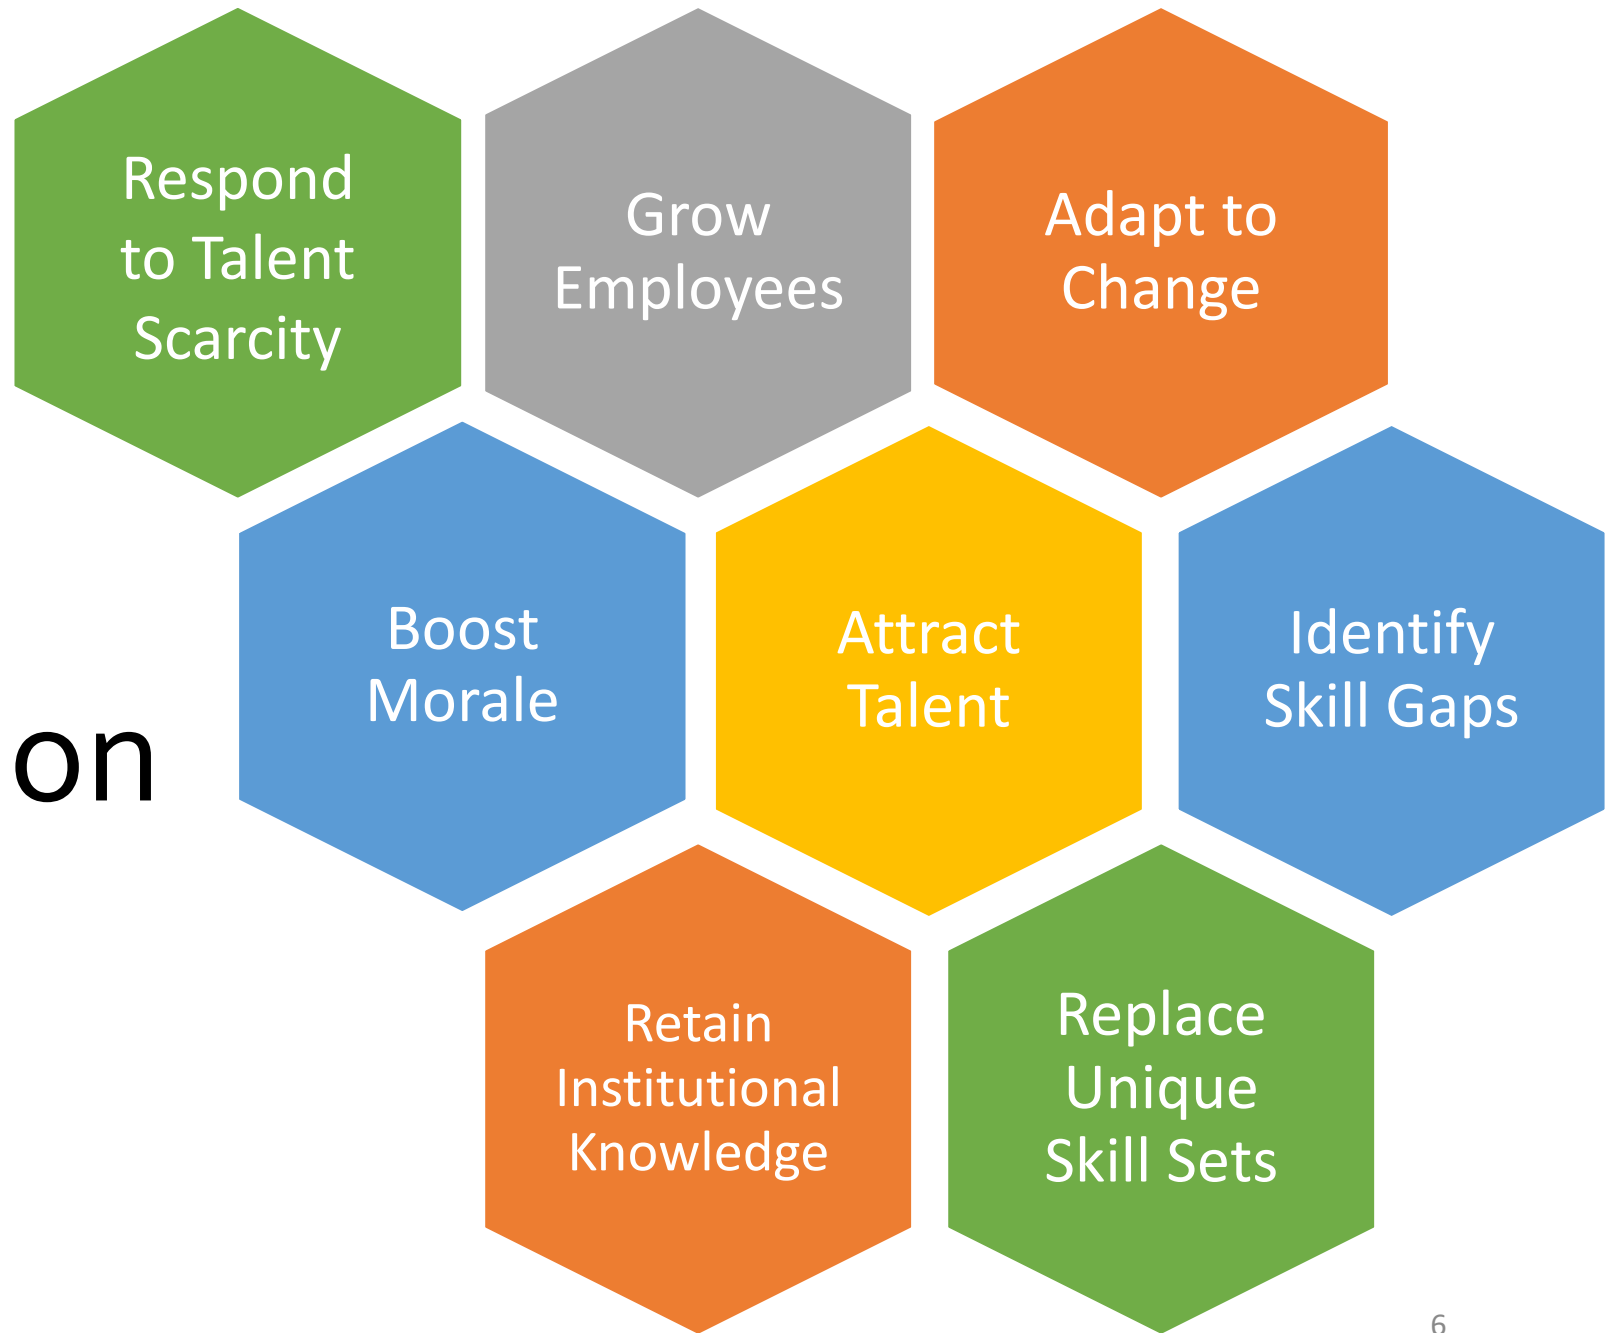 Respond
to Talent
Scarcity
Grow
Employees
Adapt to
Change
Boost
Morale
Attract
Talent
Identify
Skill Gaps
on
Retain
Institutional
Knowledge
Replace
Unique
Skill Sets
6